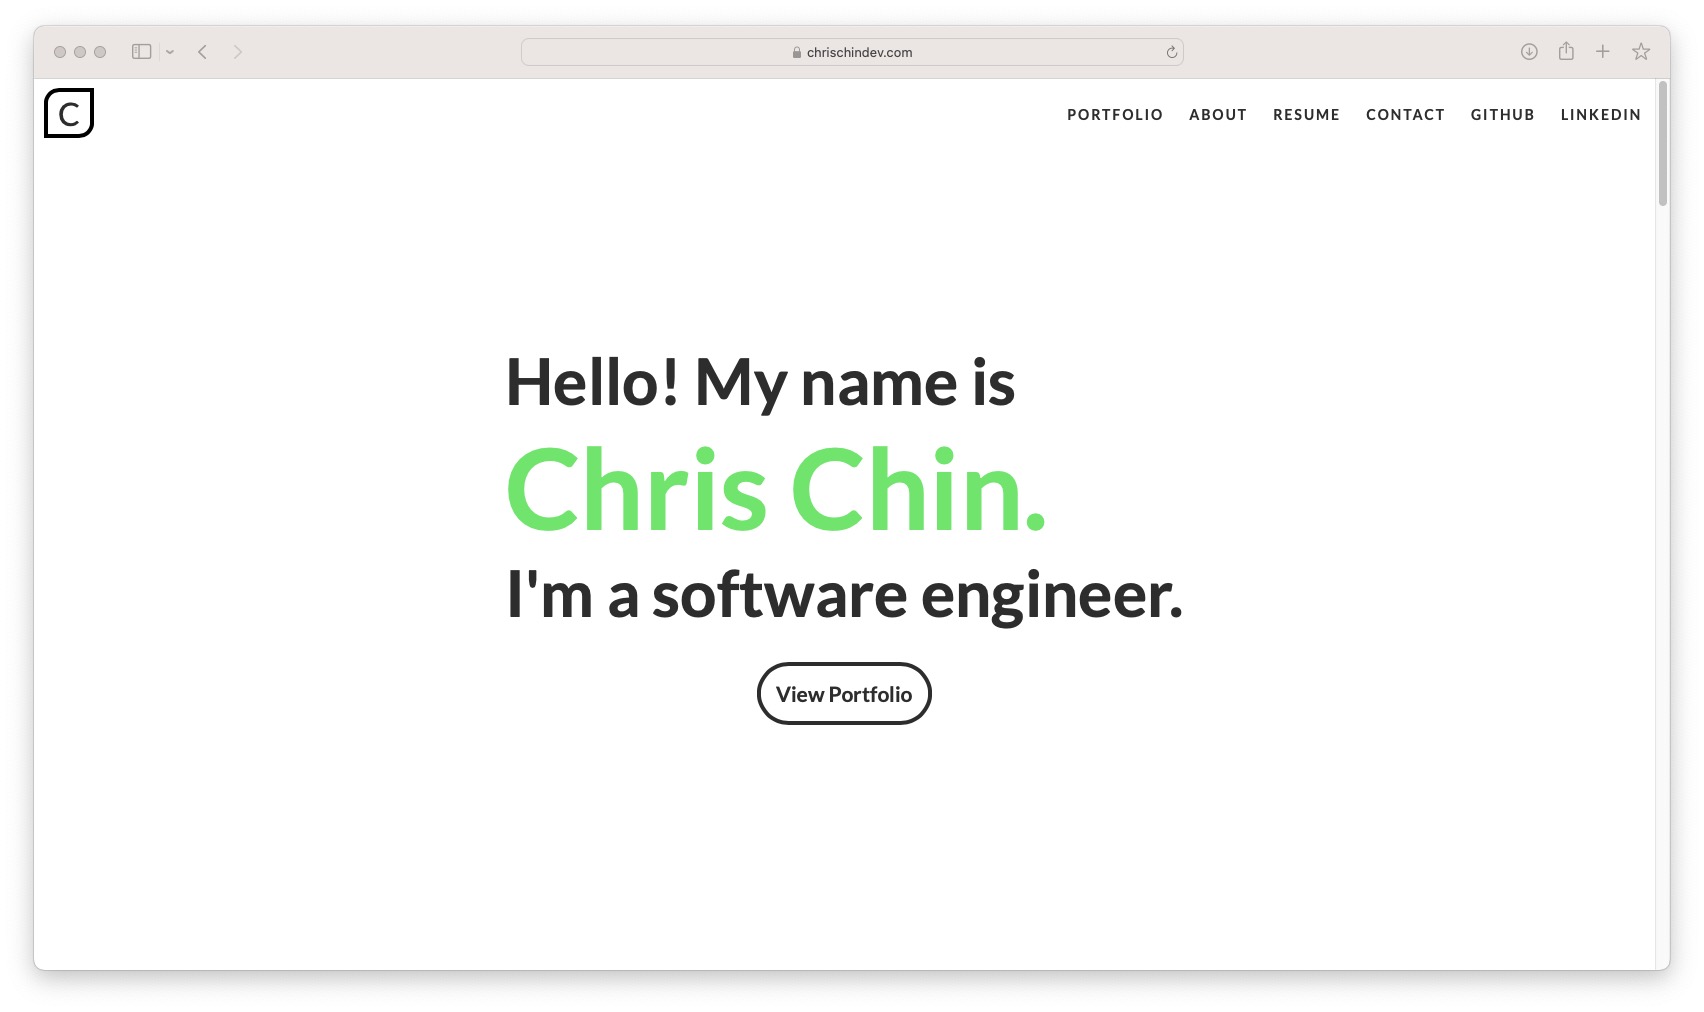 chrischindev.com
C
PORTFOLIO ABOUT RESUME CONTACT GITHUB LINKEDIN
Hello! My name is
Chris Chin.
I'm a software engineer.
View Portfolio